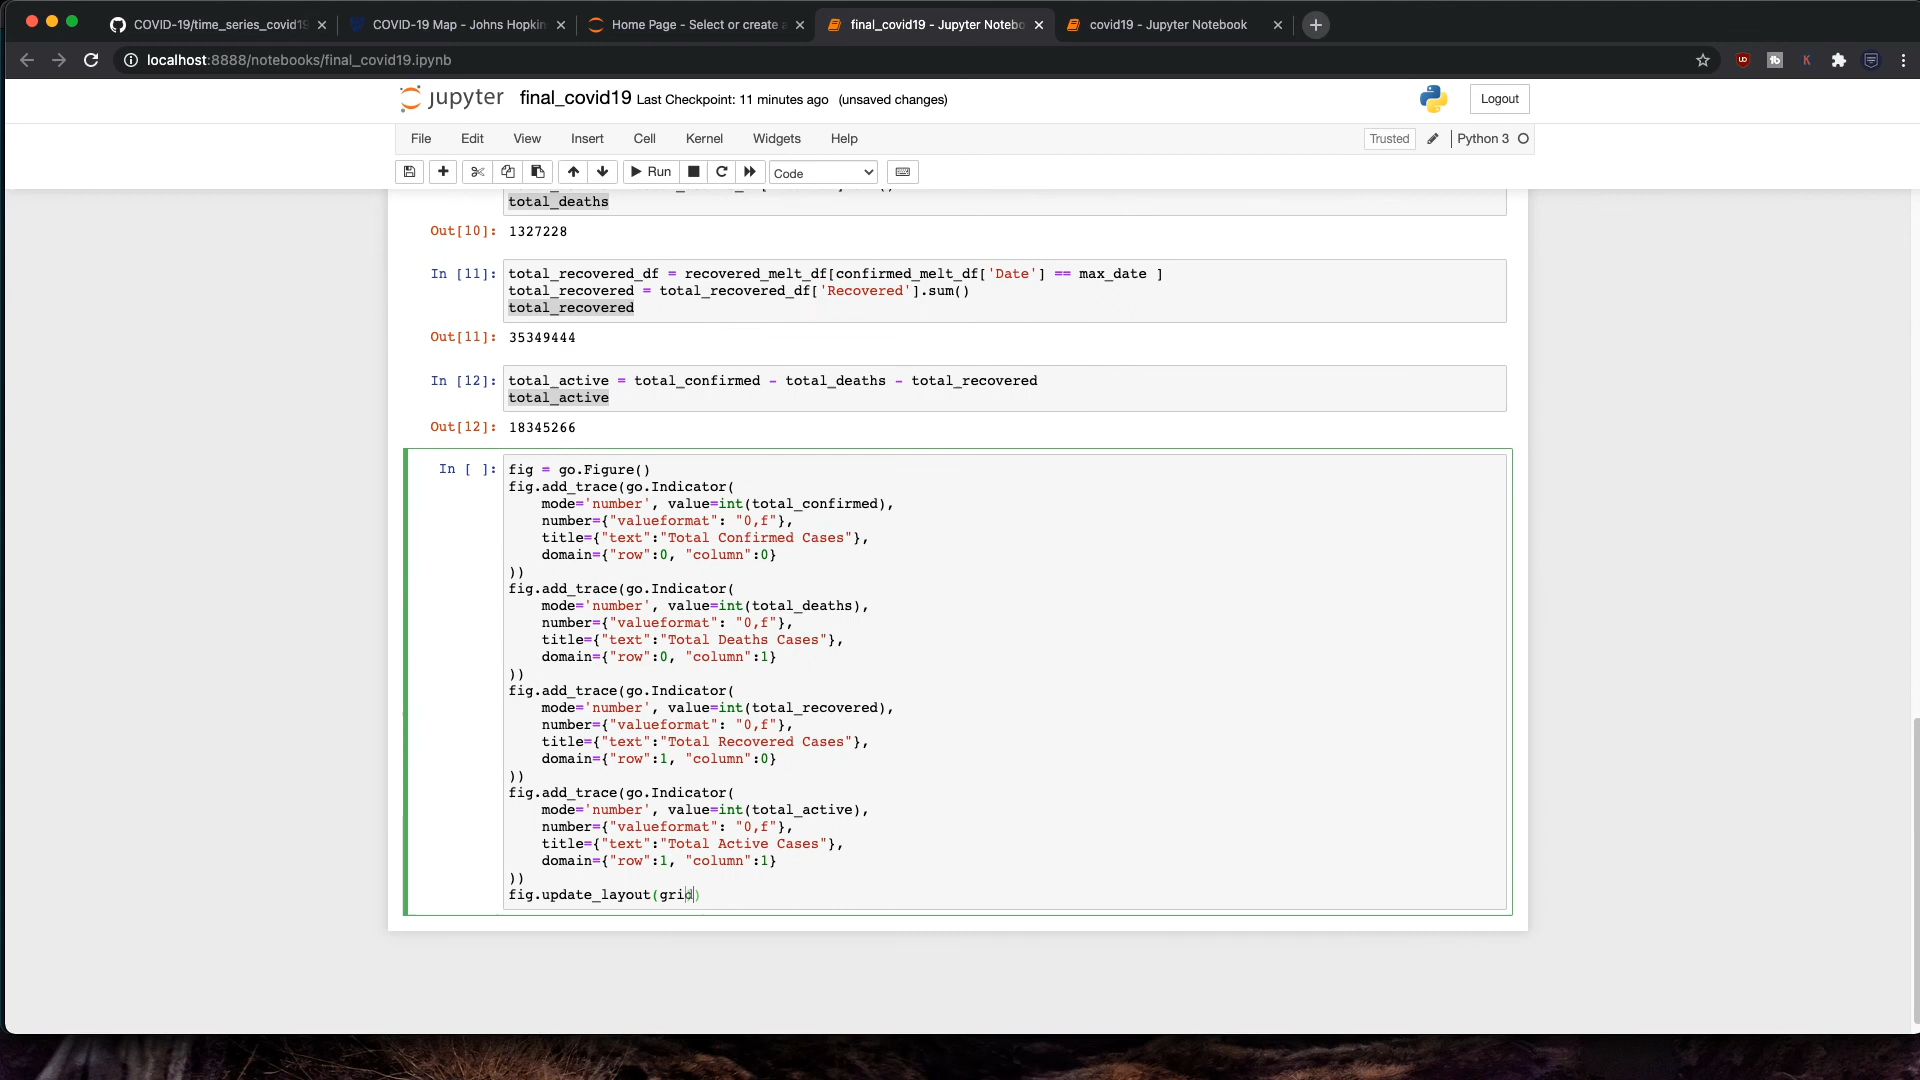 COVID-19/time_series_covid19
COVID-19 Map - Johns Hopkin
Home Page - Select or create a
final_covid19 - Jupyter Notebo
covid19 - Jupyter Notebook
localhost:8888/notebooks/final_covid19.ipynb
jupyter final_covid19 Last Checkpoint: 11 minutes ago (unsaved changes)
Logout
File Edit View Insert Cell Kernel Widgets Help
Trusted Python 3
Run Code
total_deaths
Out[10]: 1327228
In [11]: total_recovered_df = recovered_melt_df[confirmed_melt_df['Date'] == max_date ]
total_recovered = total_recovered_df['Recovered'].sum()
total_recovered
Out[11]: 35349444
In [12]: total_active = total_confirmed - total_deaths - total_recovered
total_active
Out[12]: 18345266
In [ ]: fig = go.Figure()
fig.add_trace(go.Indicator(
mode='number', value=int(total_confirmed),
number={"valueformat": "0,f"},
title={"text":"Total Confirmed Cases"},
domain={"row":0, "column":0}
))
fig.add_trace(go.Indicator(
mode='number', value=int(total_deaths),
number={"valueformat": "0,f"},
title={"text":"Total Deaths Cases"},
domain={"row":0, "column":1}
))
fig.add_trace(go.Indicator(
mode='number', value=int(total_recovered),
number={"valueformat": "0,f"},
title={"text":"Total Recovered Cases"},
domain={"row":1, "column":0}
))
fig.add_trace(go.Indicator(
mode='number', value=int(total_active),
number={"valueformat": "0,f"},
title={"text":"Total Active Cases"},
domain={"row":1, "column":1}
))
fig.update_layout(grid)